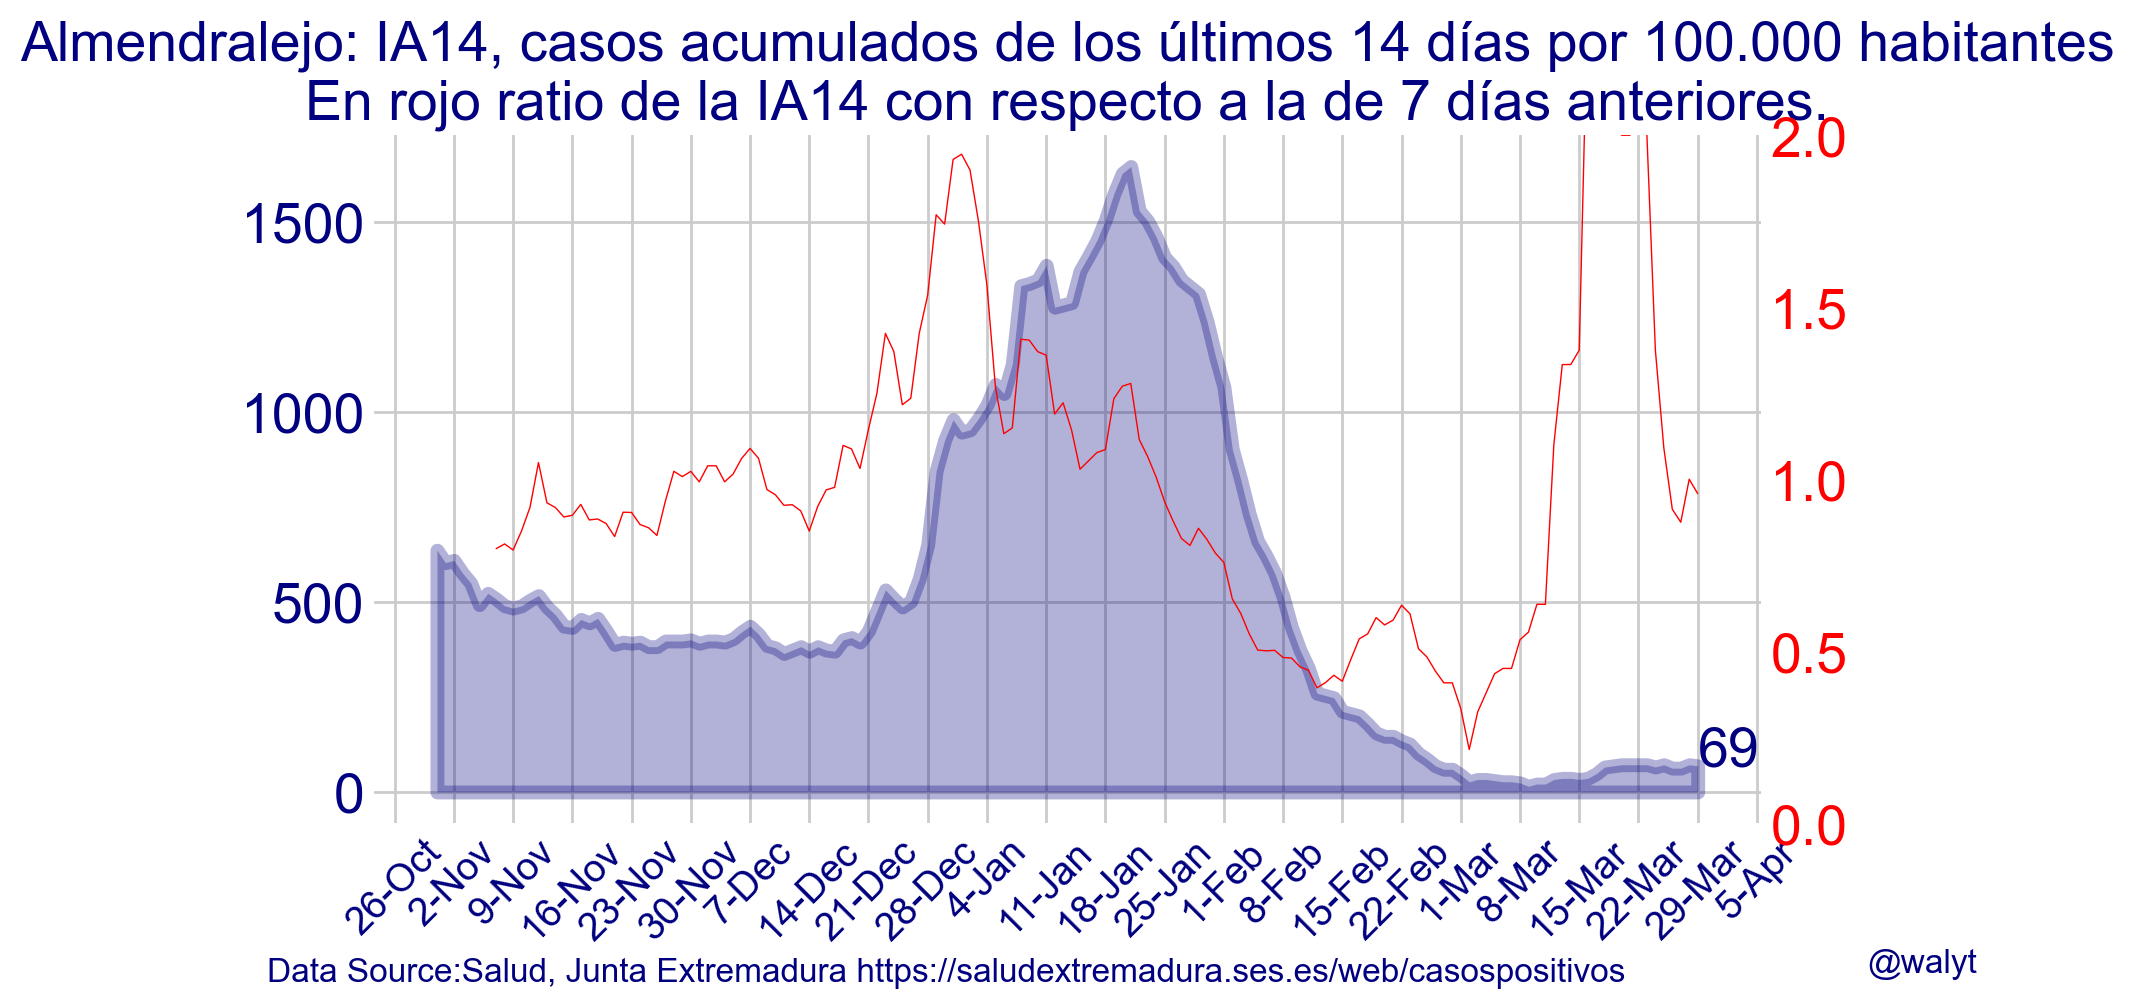 Almendralejo: IA14, casos acumulados de los últimos 14 días por 100.000 habitantes
En rojo ratio de la IA14 con respecto a la de 7 días anteriores.
2.0
1500
1.5
1000
1.0
500
0.5
69
0
0.0
26-Oct
2-Nov
9-Nov
16-Nov
23-Nov
30-Nov
7-Dec
14-Dec
21-Dec
28-Dec
4-Jan
11-Jan
18-Jan
25-Jan
1-Feb
8-Feb
15-Feb
22-Feb
1-Mar
8-Mar
15-Mar
22-Mar
29-Mar
5-Apr
Data Source:Salud, Junta Extremadura https://saludextremadura.ses.es/web/casospositivos
@walyt